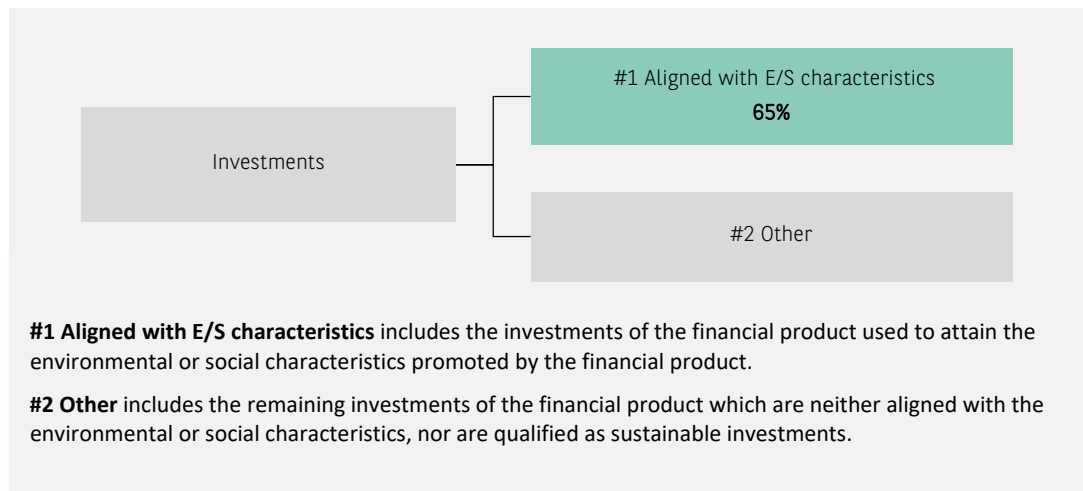 #1 Aligned with E/S characteristics
65%
Investments
#2 Other
#1 Aligned with E/S characteristics includes the investments of the financial product used to attain the
environmental or social characteristics promoted by the financial product.
#2 Other includes the remaining investments of the financial product which are neither aligned with the
environmental or social characteristics, nor are qualified as sustainable investments.